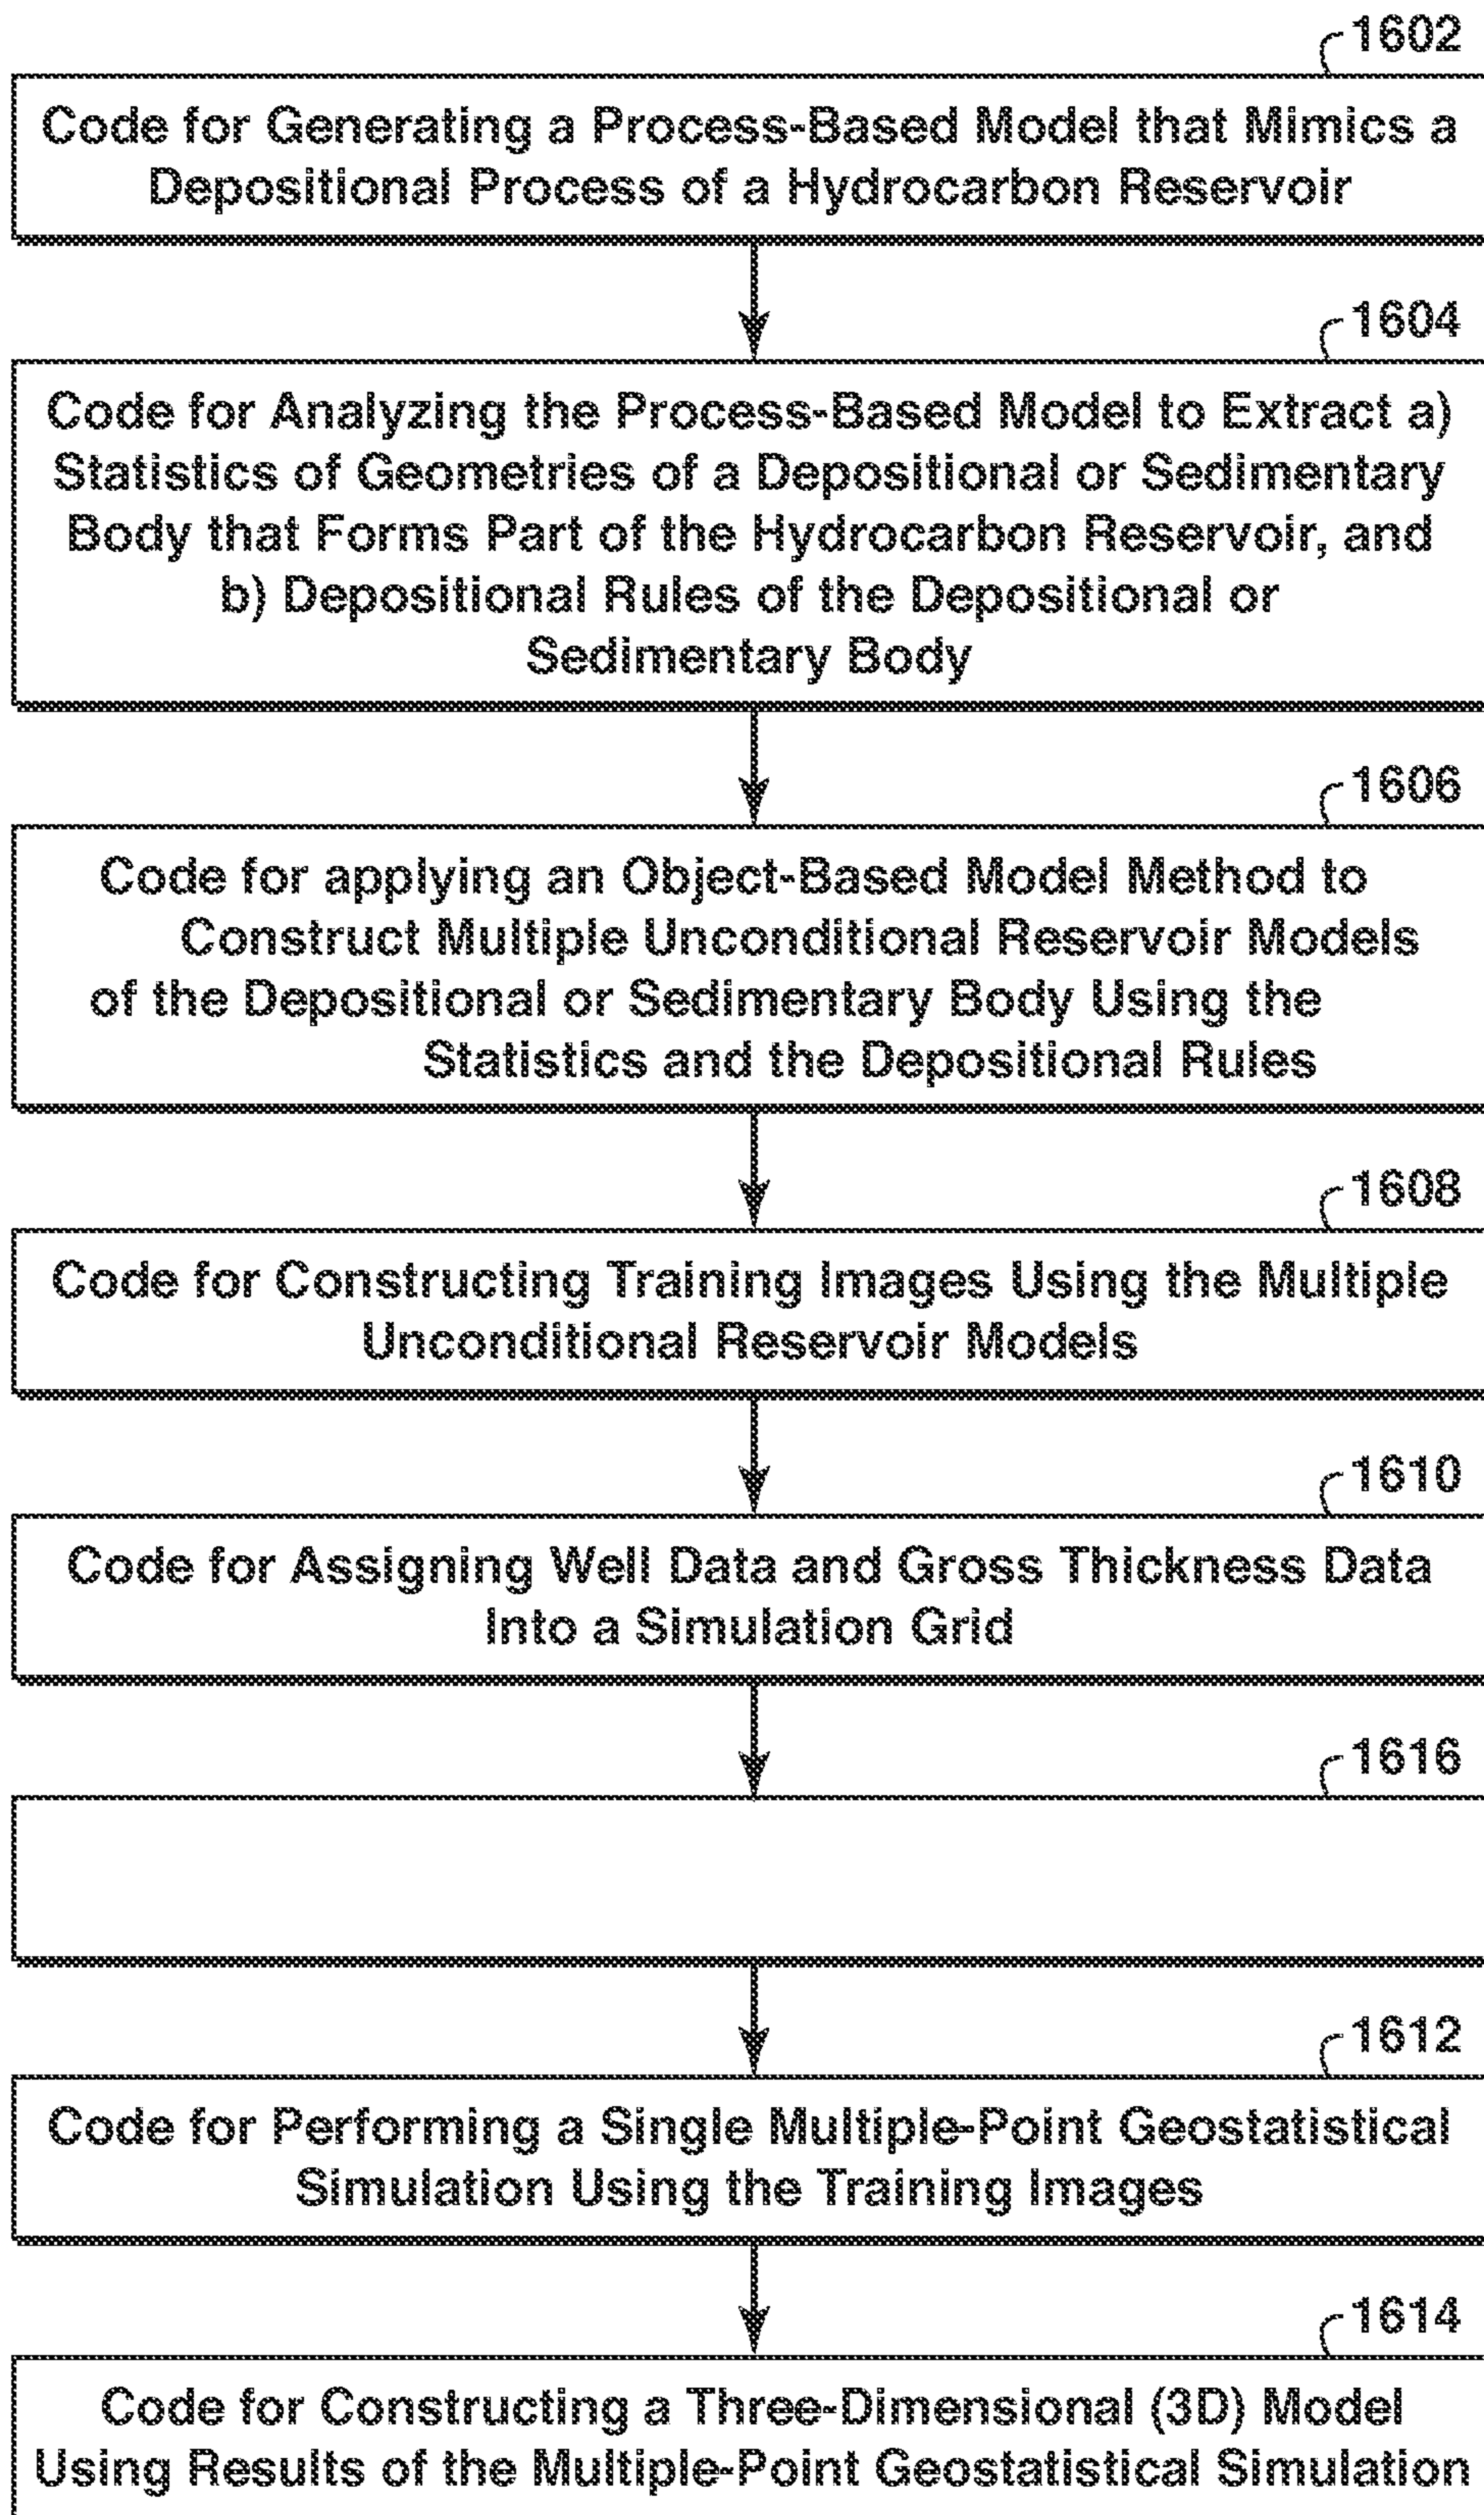 1602
Code for Generating a Process-Based Model that Mimics a
Depositional Process of a Hydrocarbon Reservoir
1604
Code for Analyzing the Process-Based Model to Extract a)
Statistics of Geometries of a Depositional or Sedimentary
Body that Forms Part of the Hydrocarbon Reservoir, and
b) Depositional Rules of the Depositional or
Sedimentary Body
1606
Code for applying an Object-Based Model Method to
Construct Multiple Unconditional Reservoir Models
of the Depositional or Sedimentary Body Using the
Statistics and the Depositional Rules
1608
Code for Constructing Training Images Using the Multiple
Unconditional Reservoir Models
1610
Code for Assigning Well Data and Gross Thickness Data
Into a Simulation Grid
1616
1612
Code for Performing a Single Multiple-Point Geostatistical
Simulation Using the Training Images
1614
Code for Constructing a Three-Dimensional (3D) Model
Using Results of the Multiple-Point Geostatistical Simulation